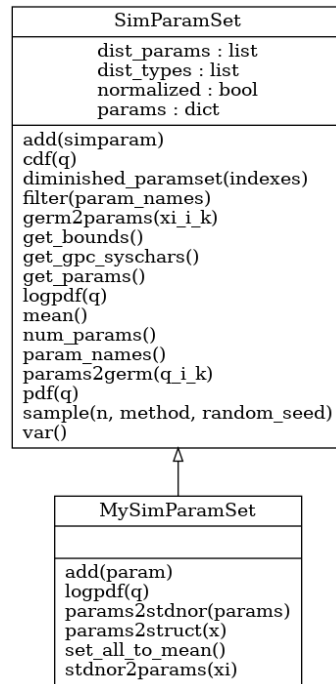 SimParamSet
dist_params : list
dist_types : list
normalized : bool
params : dict
add(simparam)
cdf(q)
diminished_paramset(indexes)
filter(param_names)
germ2params(xi_i_k)
get_bounds()
get_gpc_syschars()
get_params()
logpdf(q)
mean()
num_params()
param_names()
params2germ(q_i_k)
pdf(q)
sample(n, method, random_seed)
var()
MySimParamSet
add(param)
logpdf(q)
params2stdnor(params)
params2struct(x)
set_all_to_mean()
stdnor2params(xi)